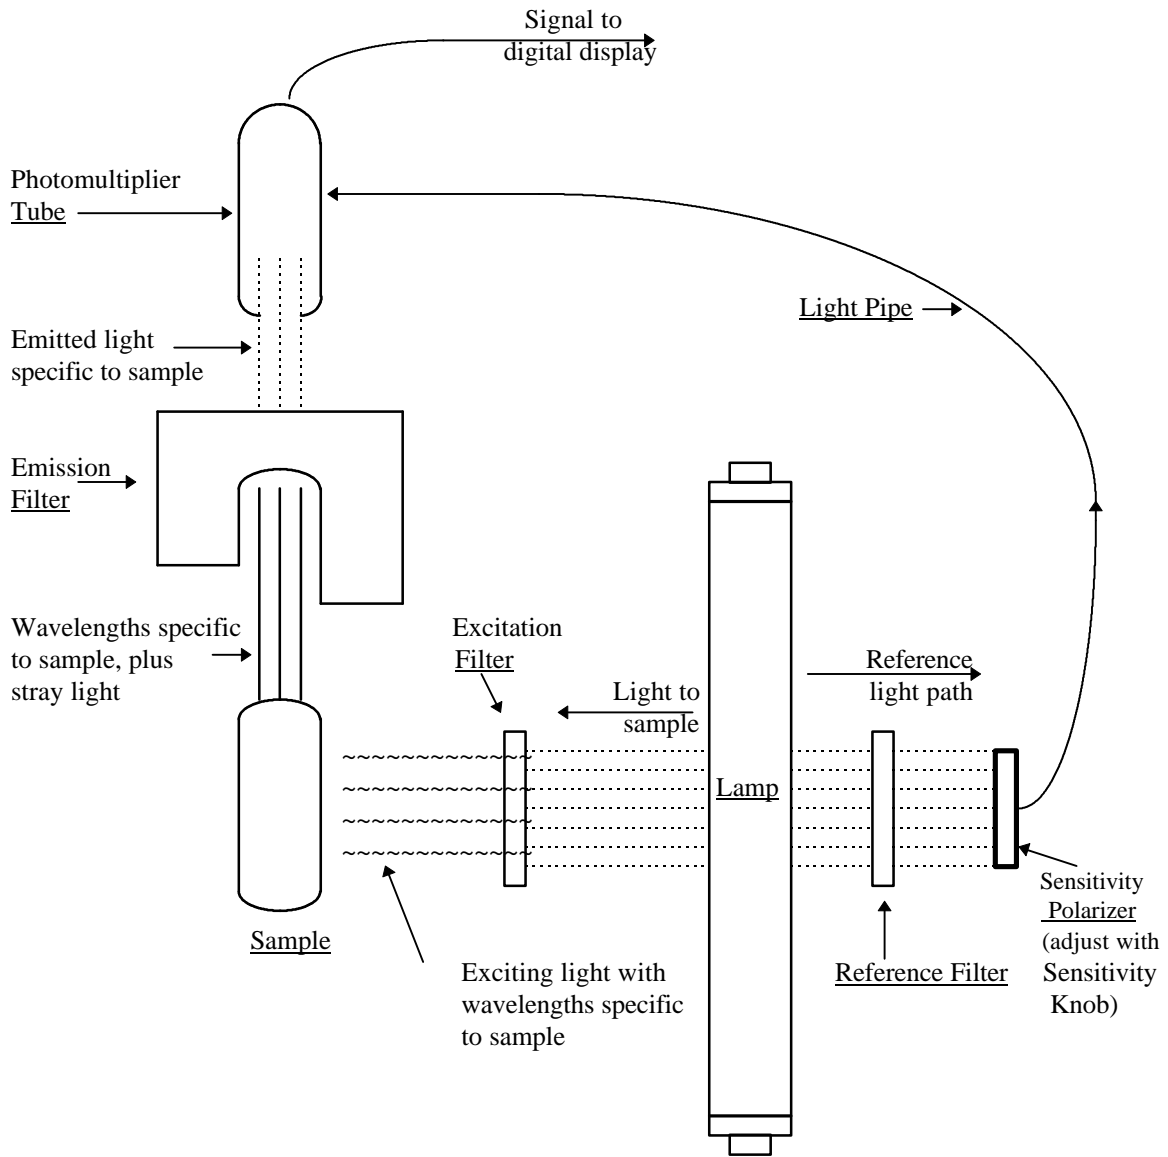 Signal to
digital display
Photomultiplier
Tube
Light Pipe
Emitted light
specific to sample
Emission
Filter
Wavelengths specific
to sample, plus
stray light
Excitation
Filter
Light to
sample
Reference
light path
Lamp
Sample
Exciting light with
wavelengths specific
to sample
Reference Filter
Sensitivity
Polarizer
(adjust with
Sensitivity
Knob)